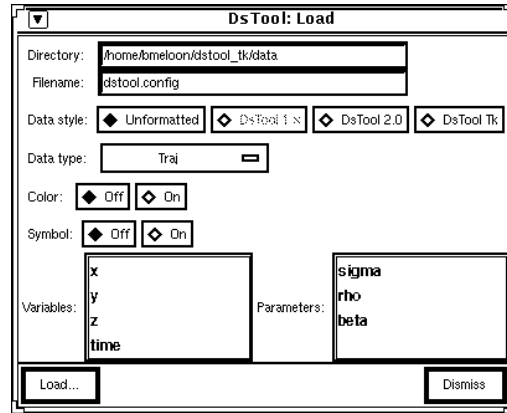 DsTool: Load
Directory: /home/bmeloon/dstool_tk/data
Filename: dstool.config
Data style: Unformatted DsTool 1.x DsTool 2.0 DsTool Tk
Data type: Traj
Color: Off On
Symbol: Off On
Variables: x y z time
Parameters: sigma rho beta
Load... Dismiss